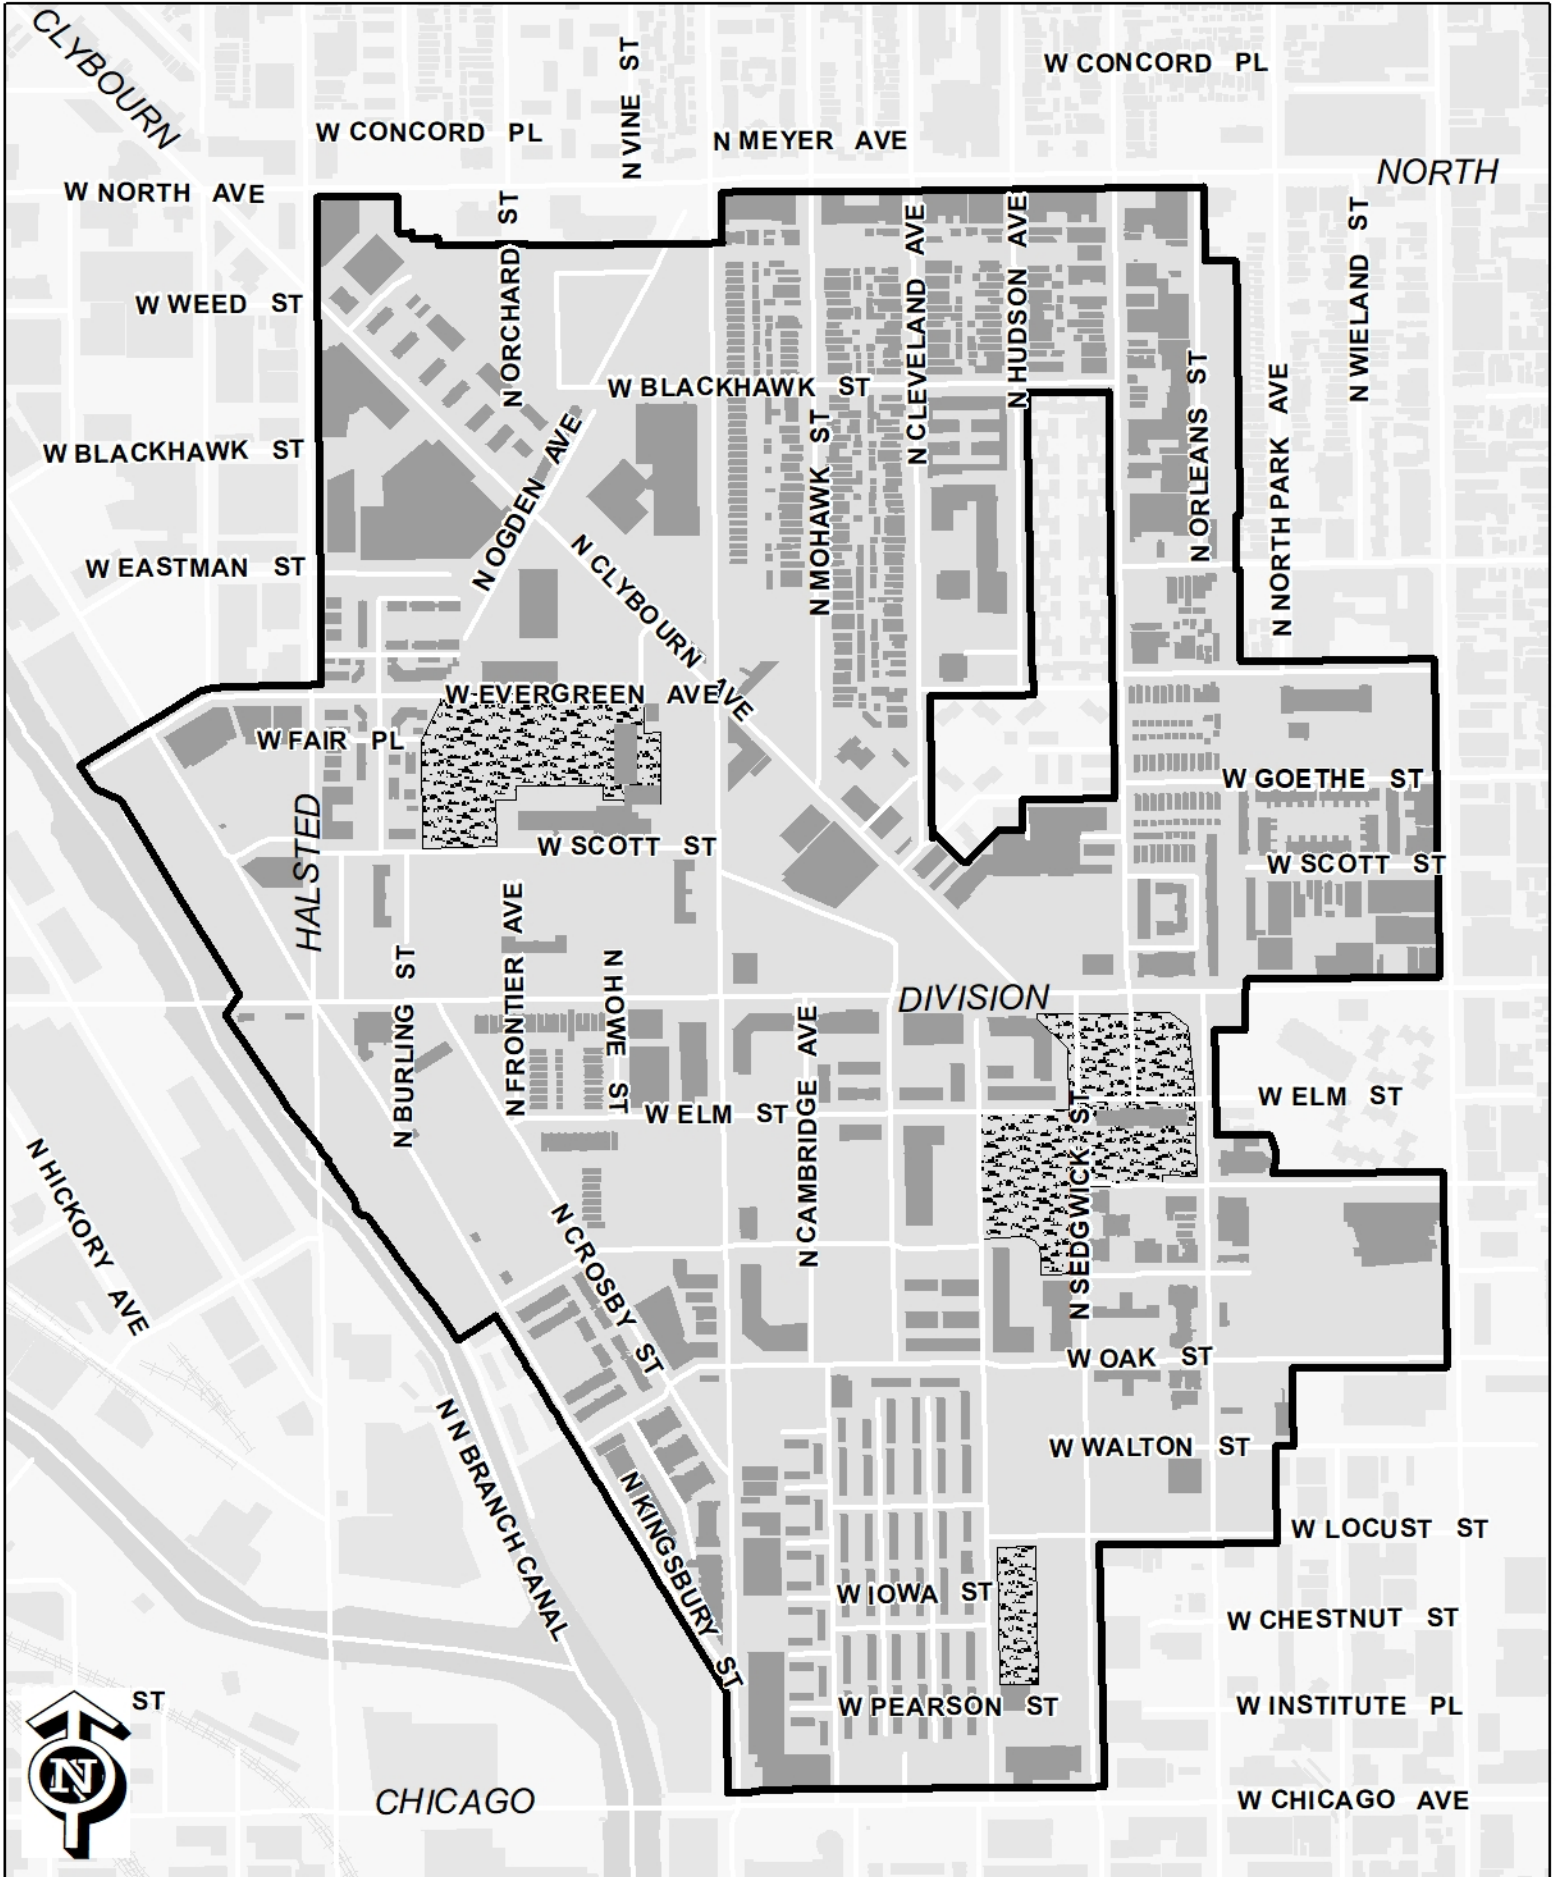 CLYBOURN
N VINE ST
W CONCORD PL
W CONCORD PL
N MEYER AVE
NORTH
W NORTH AVE
N ORCHARD ST
N CLEVELAND AVE
N HUDSON AVE
N WIELAND ST
W WEED ST
W BLACKHAWK ST
N ORLEANS ST
N NORTH PARK AVE
N OGDEN AVE
N MOHAWK ST
W BLACKHAWK ST
N CLYBOURN AVE
W EASTMAN ST
W EVERGREEN AVE
W FAIR PL
W GOETHE ST
HALSTED
W SCOTT ST
W SCOTT ST
N BURLING ST
N FRONTIER AVE
N HOWE ST
DIVISION
N CAMBRIDGE AVE
W ELM ST
W ELM ST
N SEDGWICK ST
N HICKORY AVE
N CROSBY ST
W OAK ST
N N BRANCH CANAL
W WALTON ST
N KINGSBURY ST
W LOCUST ST
W IOWA ST
W CHESTNUT ST
ST
W PEARSON ST
W INSTITUTE PL
N
CHICAGO
W CHICAGO AVE